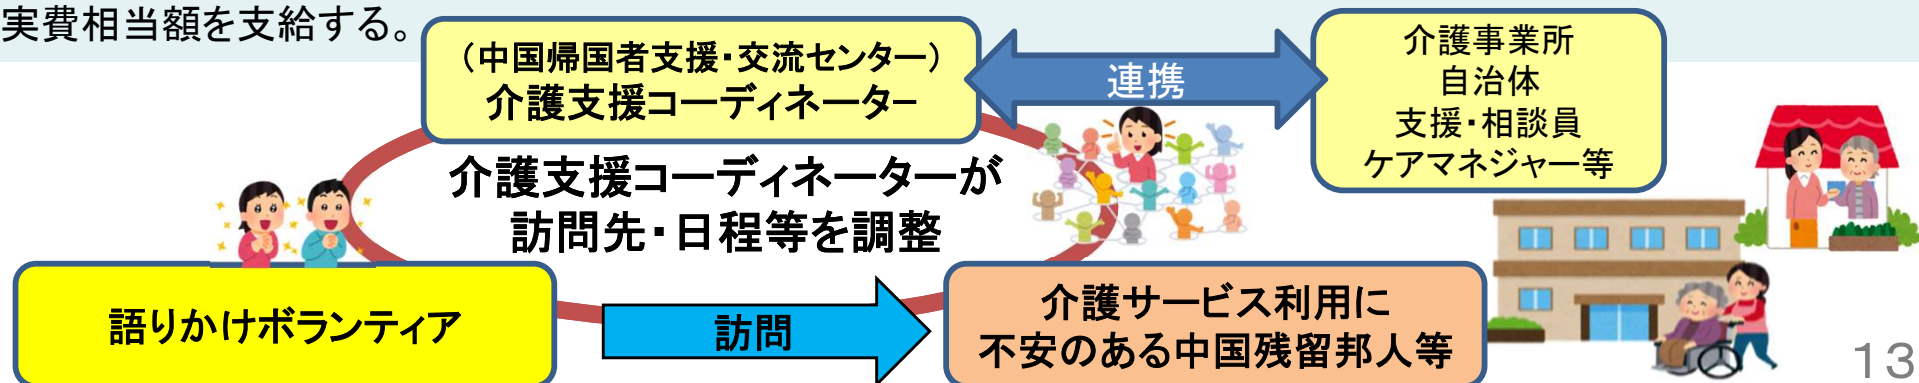 実費相当額を支給する。
（中国帰国者支援・交流センター）
介護支援コーディネーター
連携
介護事業所
自治体
支援・相談員
ケアマネジャー等
介護支援コーディネーターが
訪問先・日程等を調整
語りかけボランティア
訪問
介護サービス利用に
不安のある中国残留邦人等
13